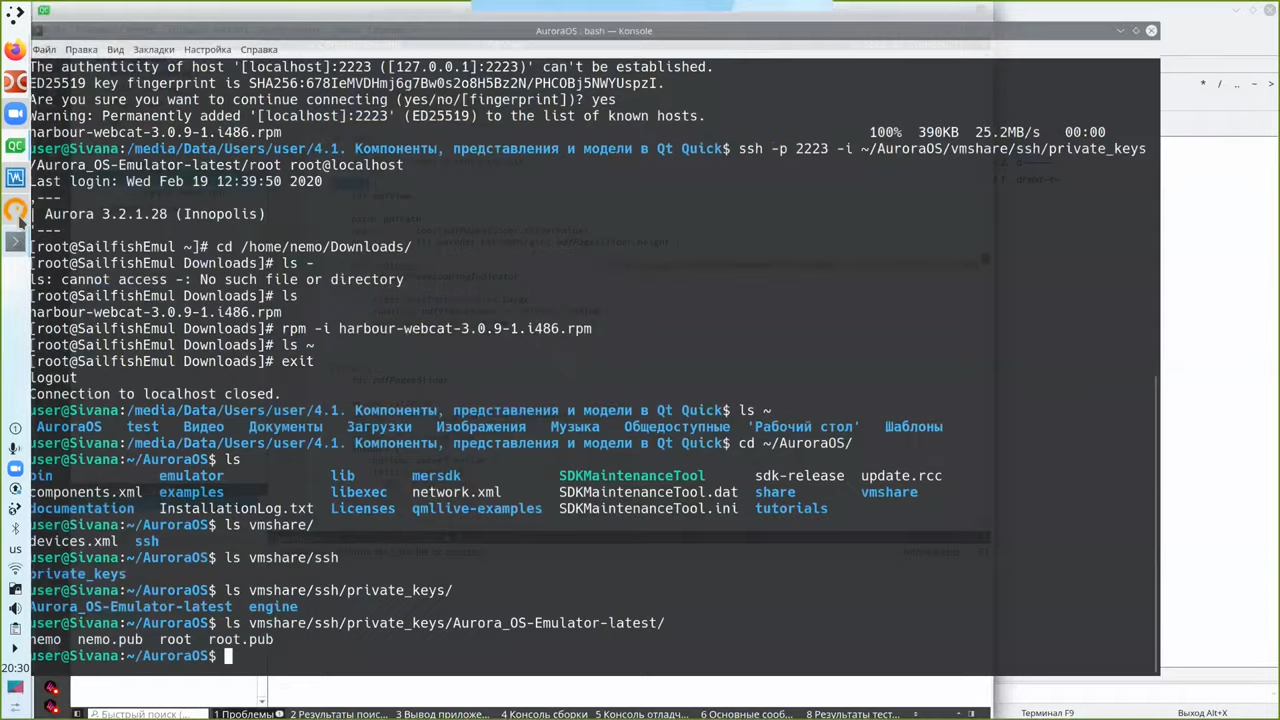 AuroraOS : bash — Konsole
Файл Правка Вид Закладки Настройка Справка
The authenticity of host '[localhost]:2223 ([127.0.0.1]:2223)' can't be established.
ED25519 key fingerprint is SHA256:678IeMVDHmj6g7Bw0s2o8H5Bz2N/PHCOBj5NWYUspzI.
Are you sure you want to continue connecting (yes/no/[fingerprint])? yes
Warning: Permanently added '[localhost]:2223' (ED25519) to the list of known hosts.
harbour-webcat-3.0.9-1.i486.rpm 100% 390KB 25.2MB/s 00:00
user@Sivana:/media/Data/Users/user/4.1. Компоненты, представления и модели в Qt Quick$ ssh -p 2223 -i ~/AuroraOS/vmshare/ssh/private_keys
/Aurora_OS-Emulator-latest/root root@localhost
Last login: Wed Feb 19 12:39:50 2020
,---
| Aurora 3.2.1.28 (Innopolis)
'---
[root@SailfishEmul ~]# cd /home/nemo/Downloads/
[root@SailfishEmul Downloads]# ls -
ls: cannot access -: No such file or directory
[root@SailfishEmul Downloads]# ls
harbour-webcat-3.0.9-1.i486.rpm
[root@SailfishEmul Downloads]# rpm -i harbour-webcat-3.0.9-1.i486.rpm
[root@SailfishEmul Downloads]# ls ~
[root@SailfishEmul Downloads]# exit
logout
Connection to localhost closed.
user@Sivana:/media/Data/Users/user/4.1. Компоненты, представления и модели в Qt Quick$ ls ~
AuroraOS test Видео Документы Загрузки Изображения Музыка Общедоступные 'Рабочий стол' Шаблоны
user@Sivana:/media/Data/Users/user/4.1. Компоненты, представления и модели в Qt Quick$ cd ~/AuroraOS/
user@Sivana:~/AuroraOS$ ls
bin emulator lib mersdk SDKMaintenanceTool sdk-release update.rcc
components.xml examples libexec network.xml SDKMaintenanceTool.dat share vmshare
documentation InstallationLog.txt Licenses qmllive-examples SDKMaintenanceTool.ini tutorials
user@Sivana:~/AuroraOS$ ls vmshare/
devices.xml ssh
user@Sivana:~/AuroraOS$ ls vmshare/ssh
private_keys
user@Sivana:~/AuroraOS$ ls vmshare/ssh/private_keys/
Aurora_OS-Emulator-latest engine
user@Sivana:~/AuroraOS$ ls vmshare/ssh/private_keys/Aurora_OS-Emulator-latest/
nemo nemo.pub root root.pub
user@Sivana:~/AuroraOS$
us
20:30
Быстрый поиск (... 1 Проблемы 2 Результаты поис... 3 Вывод приложе... 4 Консоль сборки 5 Консоль отладч... 6 Основные сооб... 8 Результаты тест...
Терминал F9 Выход Alt+X
* / .. ~ >